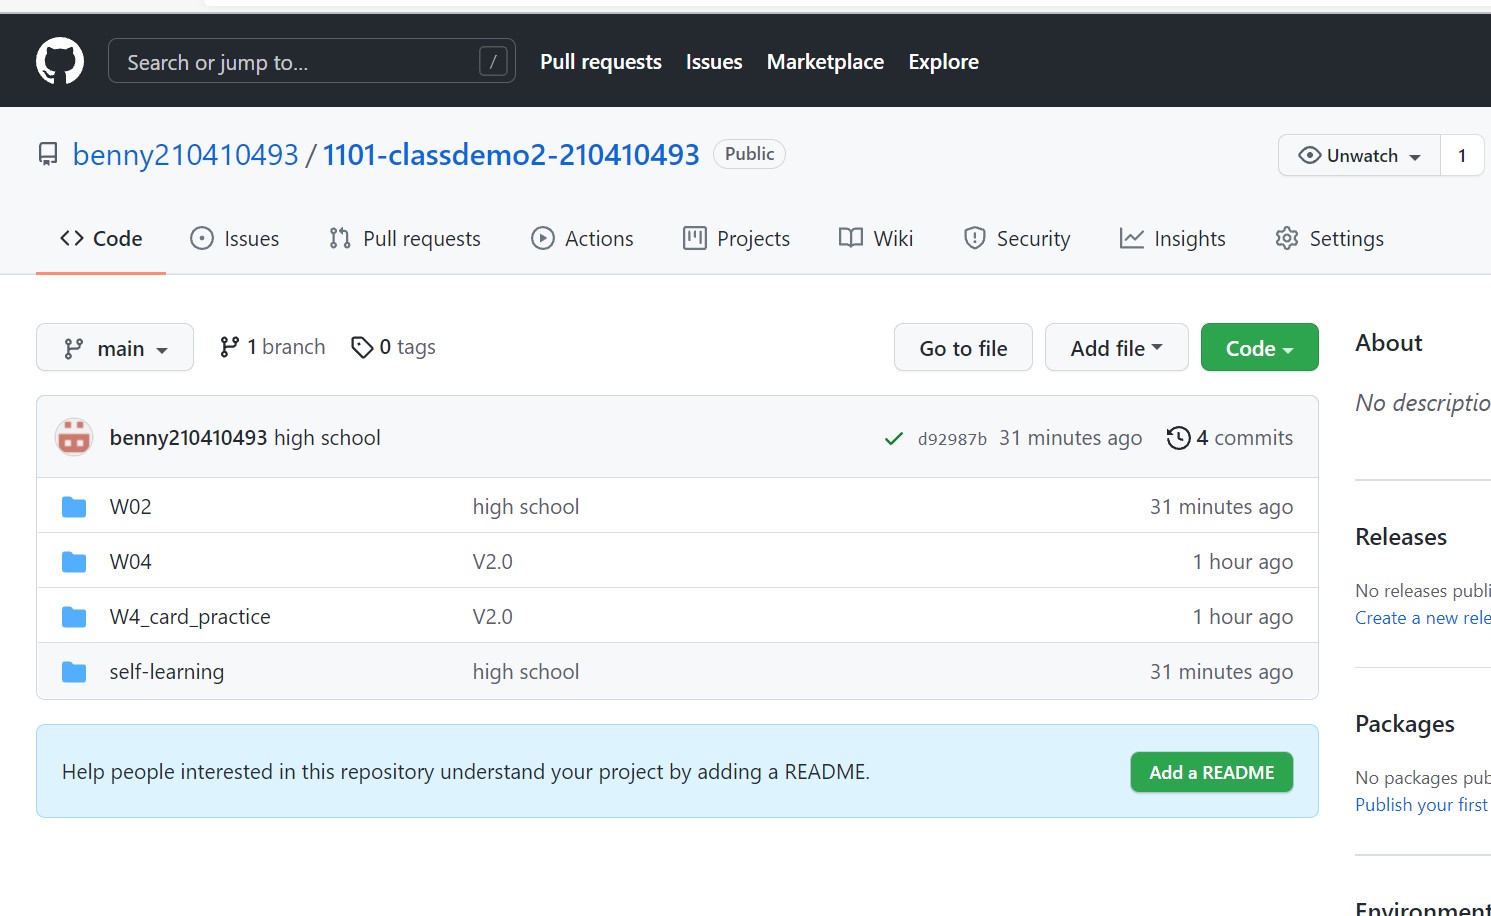 Search or jump to... /
Pull requests Issues Marketplace Explore
benny210410493 / 1101-classdemo2-210410493 Public
Unwatch 1
Code Issues Pull requests Actions Projects Wiki Security Insights Settings
main 1 branch 0 tags
Go to file Add file Code
benny210410493 high school d92987b 31 minutes ago 4 commits
W02 high school 31 minutes ago
W04 V2.0 1 hour ago
W4_card_practice V2.0 1 hour ago
self-learning high school 31 minutes ago
Help people interested in this repository understand your project by adding a README. Add a README
About
No descriptio
Releases
No releases publi
Create a new rele
Packages
No packages pub
Publish your first
Environment